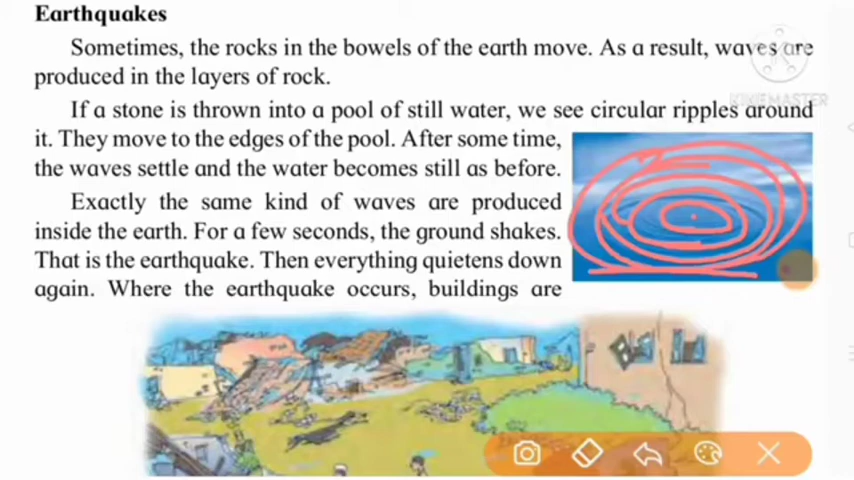 Earthquakes
Sometimes, the rocks in the bowels of the earth move. As a result, waves are
produced in the layers of rock.
KINEMASTER
If a stone is thrown into a pool of still water, we see circular ripples around
it. They move to the edges of the pool. After some time,
the waves settle and the water becomes still as before.
Exactly the same kind of waves are produced
inside the earth. For a few seconds, the ground shakes.
That is the earthquake. Then everything quietens down
again. Where the earthquake occurs, buildings are